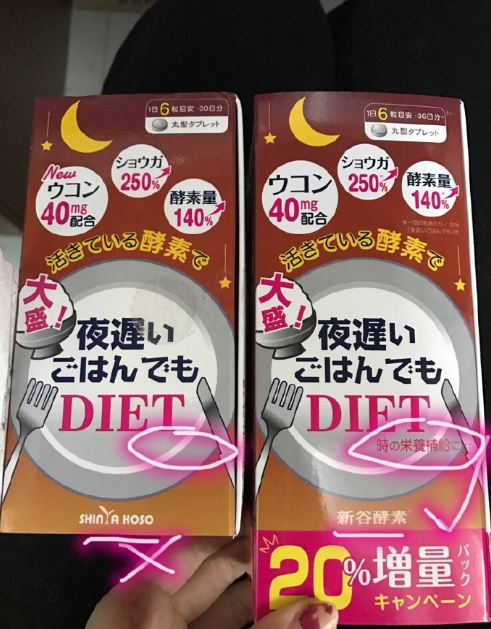 1日6粒目安・30日分
丸型タブレット
New
ウコン
40mg
配合
ショウガ
250%
酵素量
140%
活きている酵素で
大盛!
夜遅い
ごはんでも
DIET
SHINYA KOSO
1日6粒目安・36日分
丸型タブレット
ウコン
40mg
配合
ショウガ
250%
酵素量
140%
活きている酵素で
大盛!
夜遅い
ごはんでも
DIET
時の栄養補給に…
新谷酵素
20%増量パック
キャンペーン